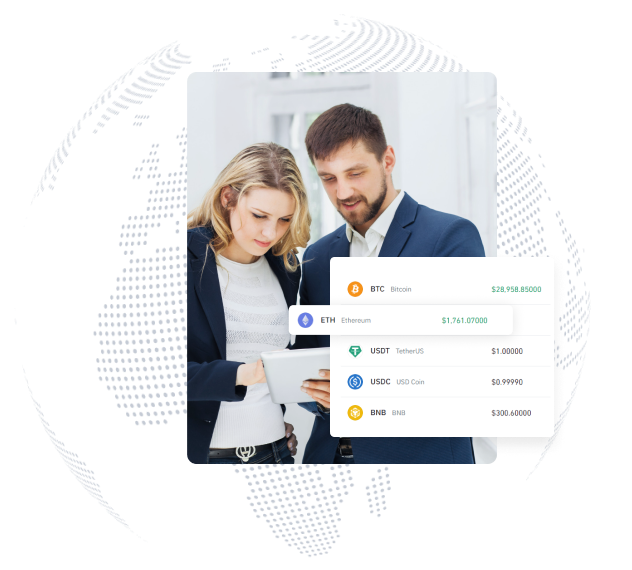 BTC Bitcoin $28,958.85000
ETH Ethereum $1,761.07000
USDT TetherUS $1.00000
USDC USD Coin $0.99990
BNB BNB $300.60000